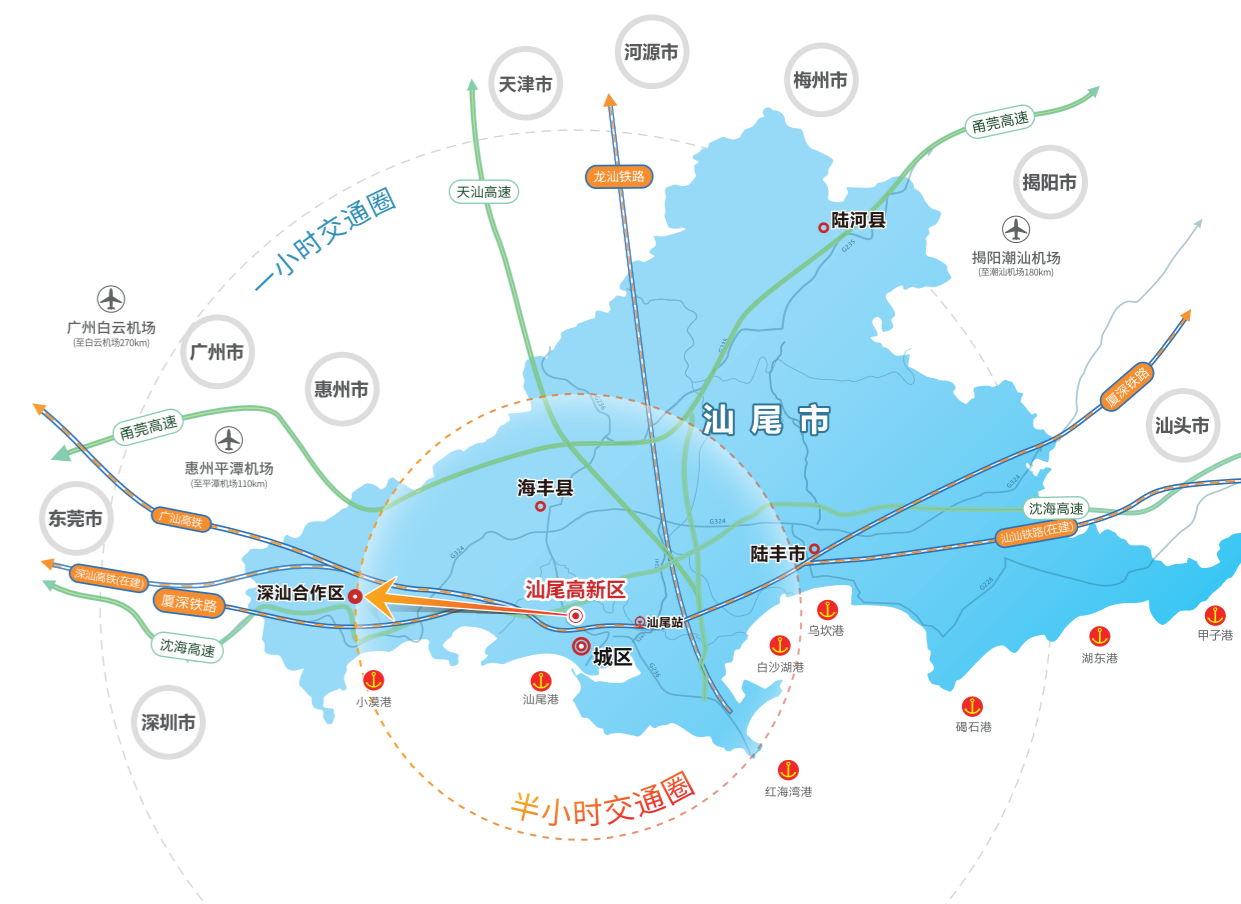 河源市
天津市
梅州市
甬莞高速
龙汕铁路
天汕高速
揭阳市
一小时交通圈
陆河县
G235
揭阳潮汕机场
(至潮汕机场180km)
广州白云机场
(至白云机场270km)
广州市
惠州市
G235
厦深铁路
G236
汕尾市
汕头市
甬莞高速
惠州平潭机场
(至平潭机场110km)
海丰县
G324
沈海高速
东莞市
广汕高铁
G324
汕汕铁路(在建)
G324
陆丰市
深汕高铁(在建)
G228
深汕合作区
汕尾高新区
厦深铁路
乌坎港
汕尾站
甲子港
沈海高速
城区
白沙湖港
湖东港
G236
小漠港
汕尾港
深圳市
碣石港
红海湾港
半小时交通圈